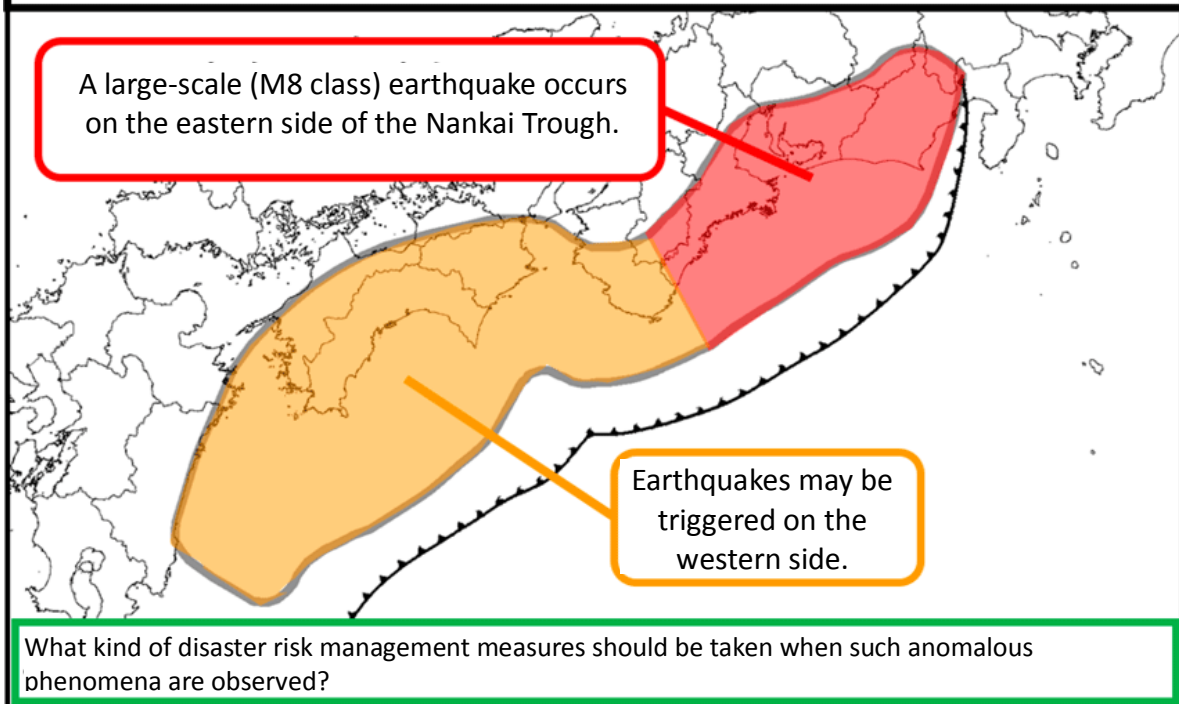 A large-scale (M8 class) earthquake occurs
on the eastern side of the Nankai Trough.
Earthquakes may be
triggered on the
western side.
What kind of disaster risk management measures should be taken when such anomalous
phenomena are observed?